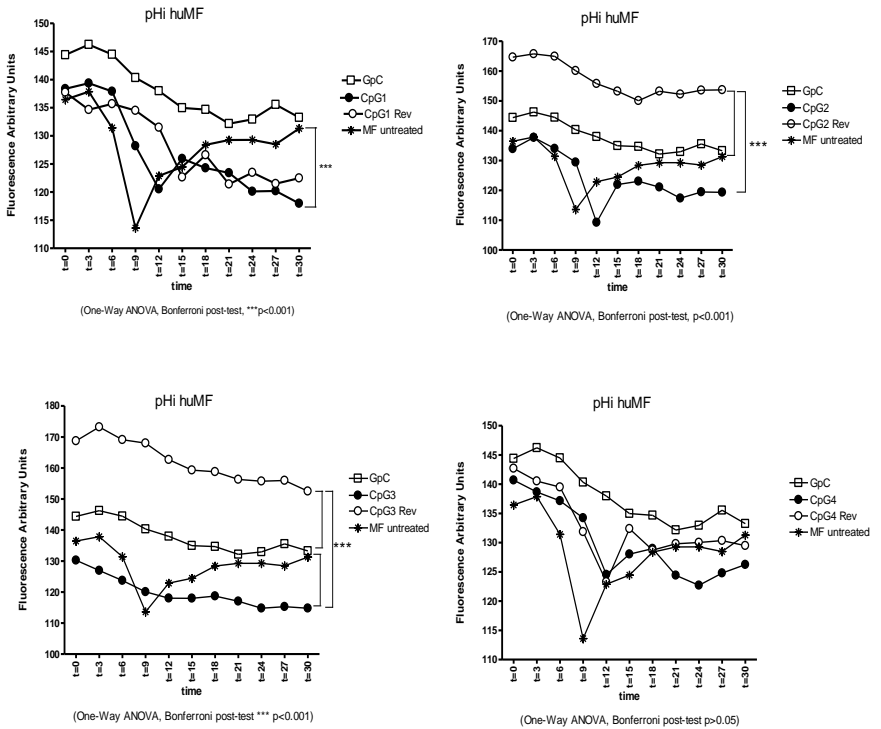 pHi huMF
Fluorescence Arbitrary Units
150
145
140
135
130
125
120
115
110
t=0
t=3
t=6
t=9
t=12
t=15
t=18
t=21
t=24
t=27
t=30
time
GpC
CpG1
CpG1 Rev
MF untreated
***
(One-Way ANOVA, Bonferroni post-test, ***p<0.001)
pHi huMF
Fluorescence Arbitrary Units
170
160
150
140
130
120
110
100
t=0
t=3
t=6
t=9
t=12
t=15
t=18
t=21
t=24
t=27
t=30
time
GpC
CpG2
CpG2 Rev
MF untreated
***
(One-Way ANOVA, Bonferroni post-test, p<0.001)
pHi huMF
Fluorescence Arbitrary Units
180
170
160
150
140
130
120
110
100
t=0
t=3
t=6
t=9
t=12
t=15
t=18
t=21
t=24
t=27
t=30
time
GpC
CpG3
CpG3 Rev
MF untreated
***
(One-Way ANOVA, Bonferroni post-test *** p<0.001)
pHi huMF
Fluorescence Arbitrary Units
150
145
140
135
130
125
120
115
110
t=0
t=3
t=6
t=9
t=12
t=15
t=18
t=21
t=24
t=27
t=30
time
GpC
CpG4
CpG4 Rev
MF untreated
(One-Way ANOVA, Bonferroni post-test p>0.05)